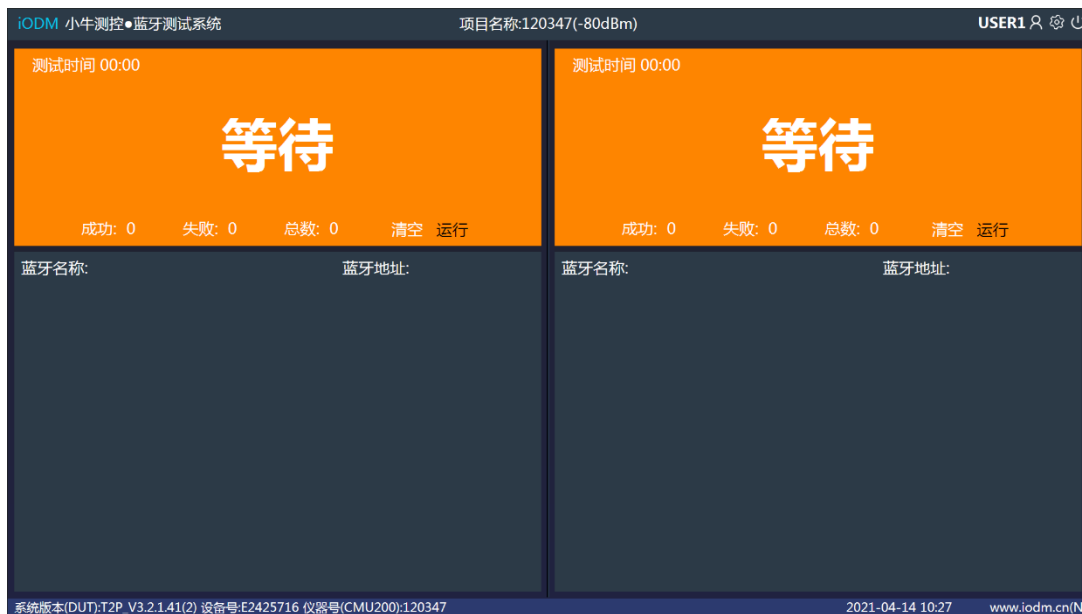 iODM 小牛测控●蓝牙测试系统 项目名称:120347(-80dBm) USER1
测试时间 00:00
等待
成功: 0 失败: 0 总数: 0 清空 运行
蓝牙名称: 蓝牙地址:
测试时间 00:00
等待
成功: 0 失败: 0 总数: 0 清空 运行
蓝牙名称: 蓝牙地址:
系统版本(DUT):T2P_V3.2.1.41(2) 设备号:E2425716 仪器号(CMU200):120347 2021-04-14 10:27 www.iodm.cn(N